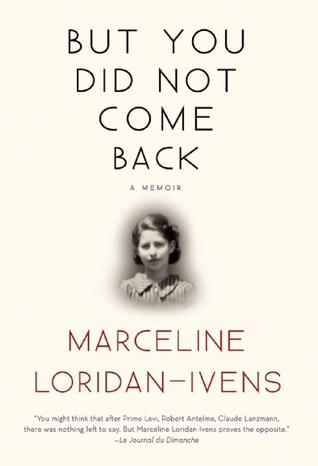 BUT YOU
DID NOT
COME
BACK
A MEMOIR
MARCELINE
LORIDAN–IVENS
"You might think that after Primo Levi, Robert Antelme, Claude Lanzmann,
there was nothing left to say. But Marceline Loridan-Ivens proves the opposite."
—Le Journal du Dimanche